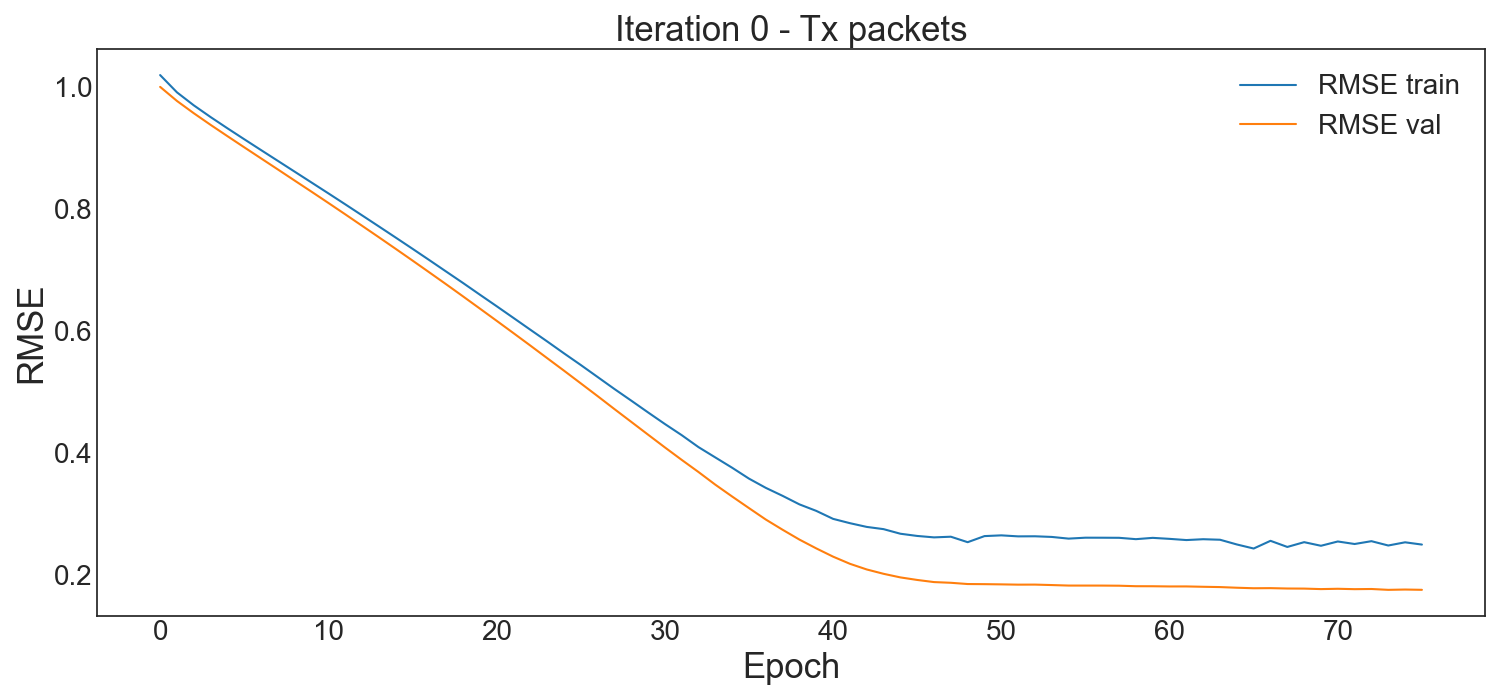 Iteration 0 - Tx packets
RMSE train
RMSE val
1.0
0.8
0.6
0.4
0.2
RMSE
0 10 20 30 40 50 60 70
Epoch